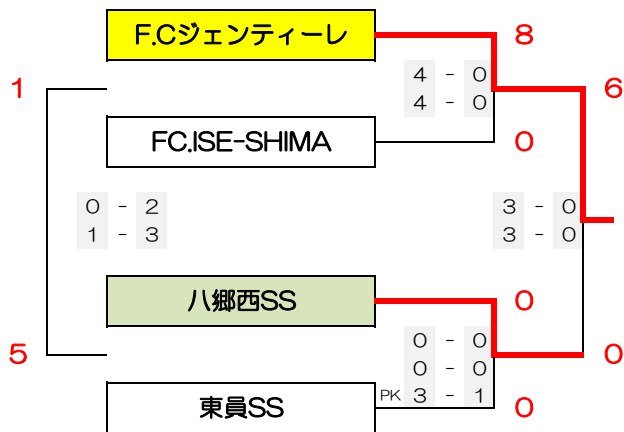 F.Cジェンティーレ 8
1 4 - 0 6
4 - 0
FC.ISE-SHIMA 0
0 - 2 3 - 0
1 - 3 3 - 0
八郷西SS 0
5 0 - 0 0
0 - 0
PK 3 - 1
東員SS 0